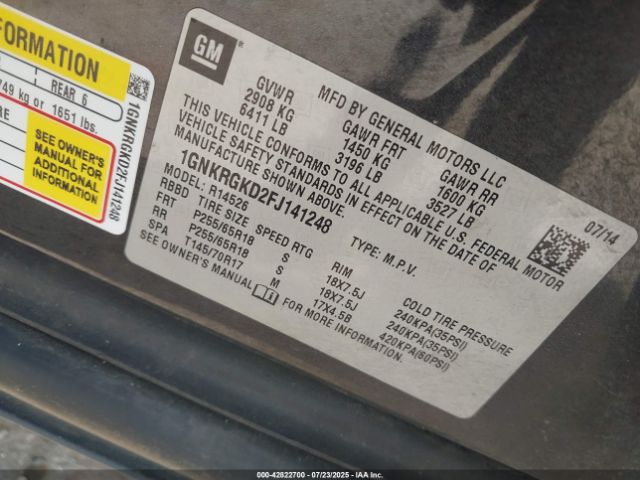 FORMATION
REAR 6
749 kg or 1651 lbs.
SEE OWNER'S
MANUAL FOR
ADDITIONAL
INFORMATION
1GNKRGKD2FJ141248
GM
MFD BY GENERAL MOTORS LLC
GVWR GAWR FRT GAWR RR
2908 KG 1450 KG 1600 KG
6411 LB 3196 LB 3527 LB
THIS VEHICLE CONFORMS TO ALL APPLICABLE U.S. FEDERAL MOTOR
VEHICLE SAFETY STANDARDS IN EFFECT ON THE DATE OF
MANUFACTURE SHOWN ABOVE.
07/14
1GNKRGKD2FJ141248 TYPE: M.P.V.
MODEL: R14526
RBBD TIRE SIZE SPEED RTG RIM COLD TIRE PRESSURE
FRT P255/65R18 S 18X7.5J 240KPA(35PSI)
RR P255/65R18 S 18X7.5J 240KPA(35PSI)
SPA T145/70R17 M 17X4.5B 420KPA(60PSI)
SEE OWNER'S MANUAL FOR MORE INFORMATION.
000-42822700 - 07/23/2025 - IAA Inc.